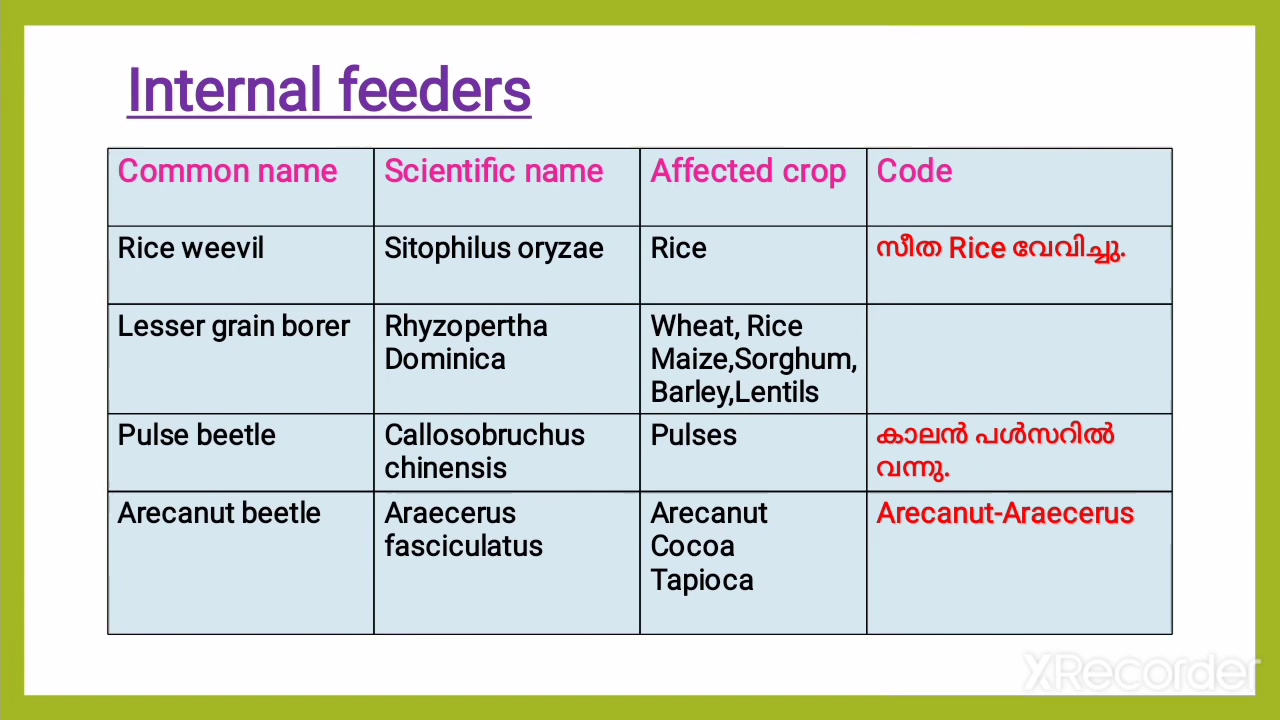 Internal feeders
Common name
Scientific name
Affected crop
Code
Rice weevil
Sitophilus oryzae
Rice
സീത Rice വേവിച്ചു.
Lesser grain borer
Rhyzopertha
Dominica
Wheat, Rice
Maize,Sorghum,
Barley,Lentils
Pulse beetle
Callosobruchus
chinensis
Pulses
കാലൻ പൾസറിൽ
വന്നു.
Arecanut beetle
Araecerus
fasciculatus
Arecanut
Cocoa
Tapioca
Arecanut-Araecerus
XRecorder